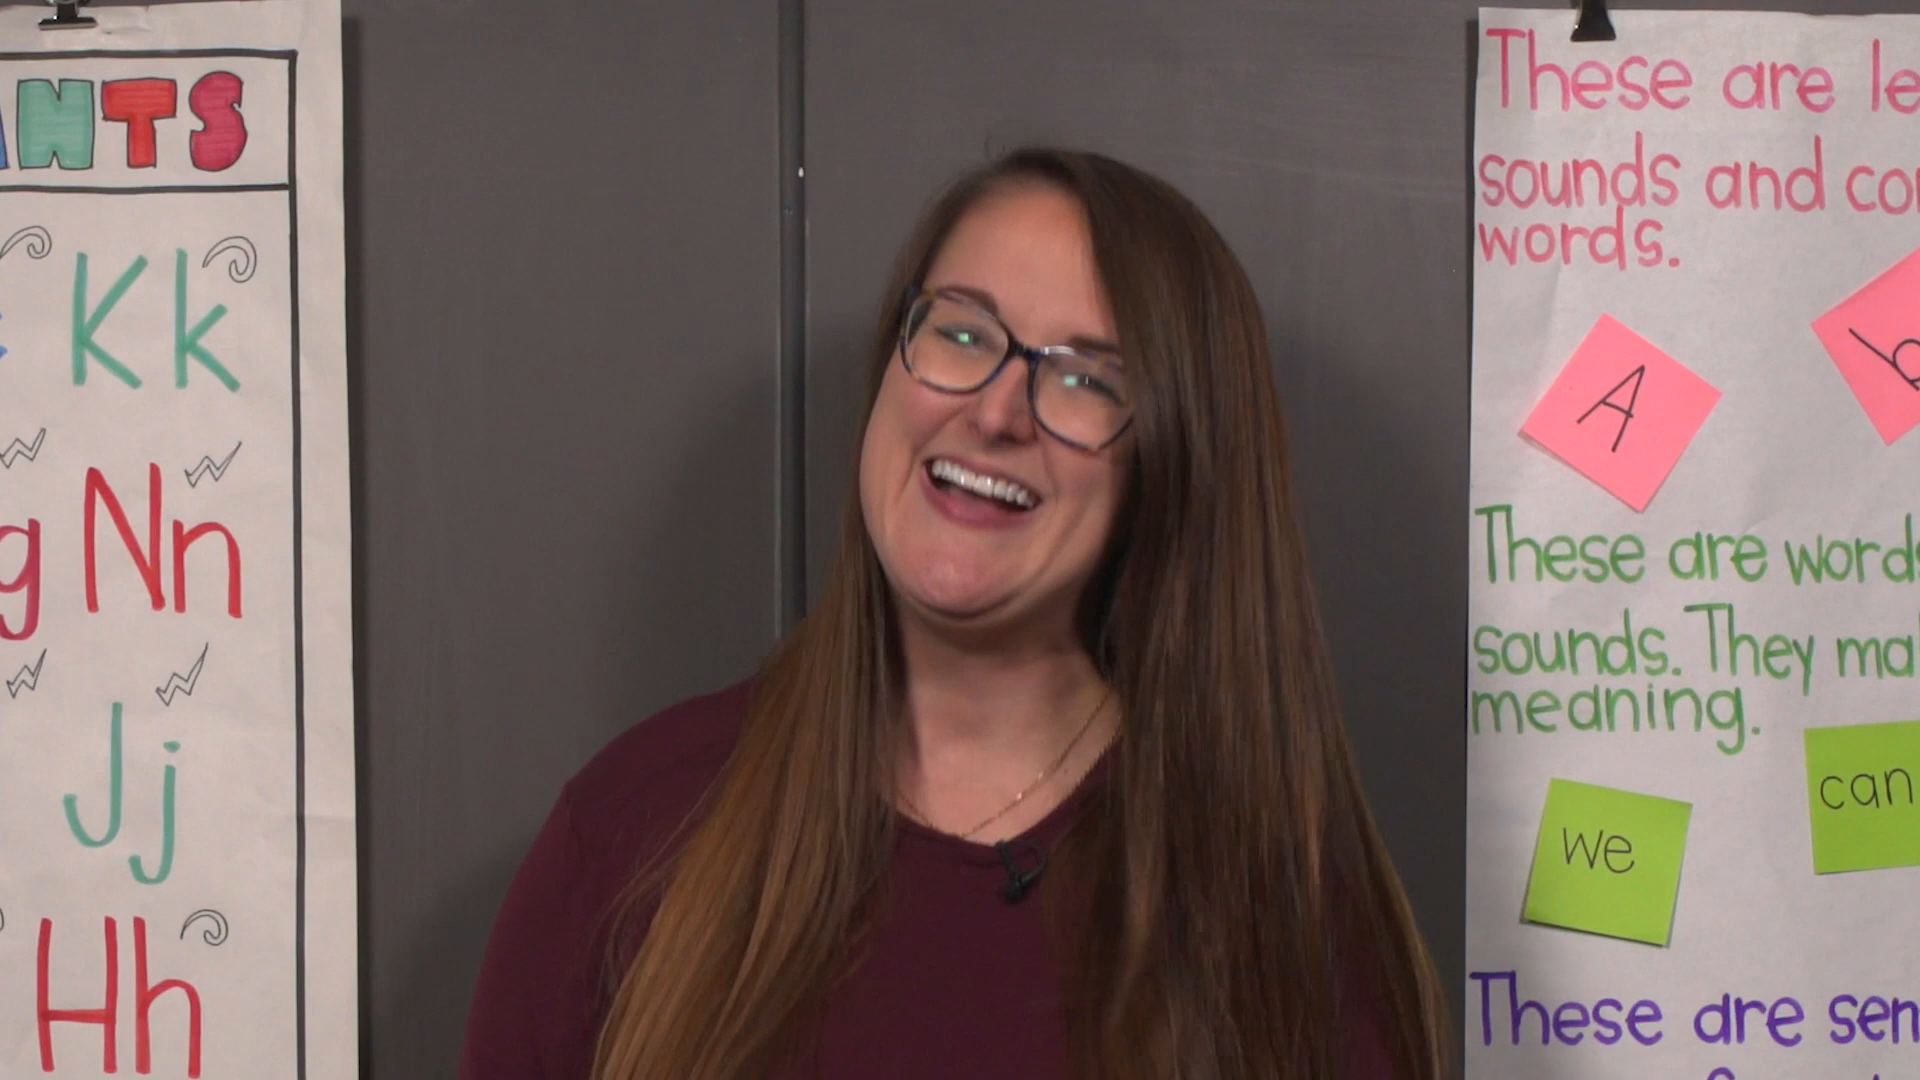 NTS
Kk
g Nn
Jj
Hh
These are le
sounds and co
words.
A
b
These are words
sounds. They ma
meaning.
can
we
These are sen